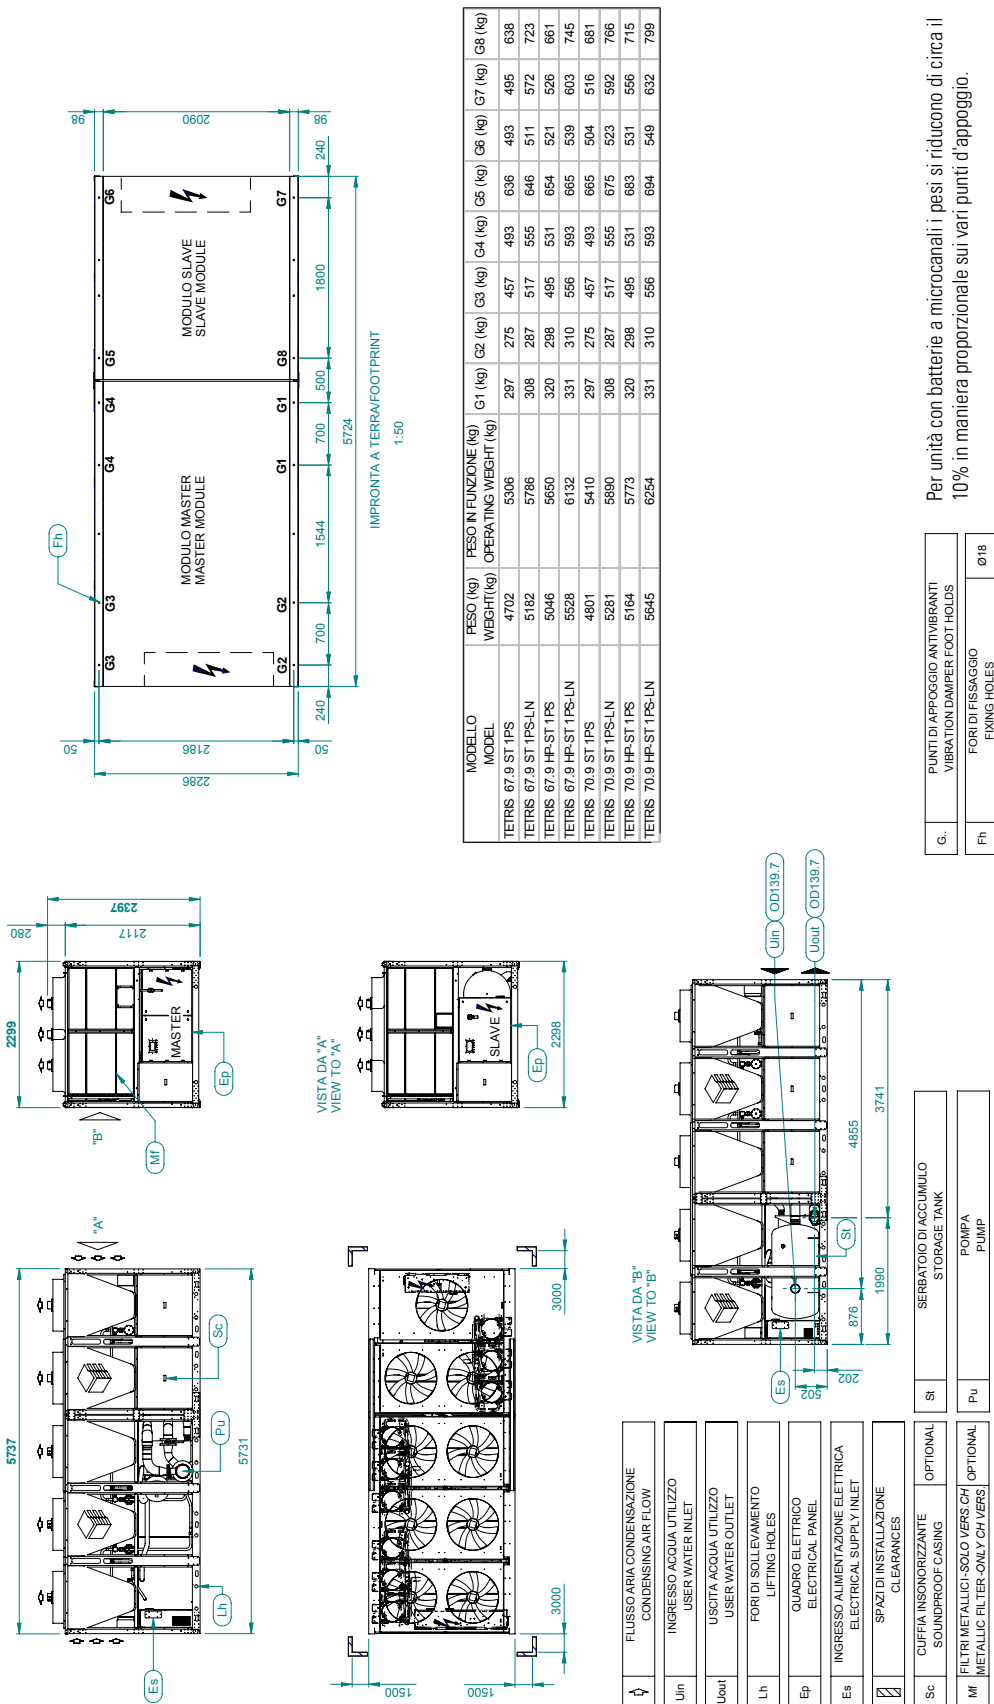 5737
5731
"A"
Sc
Pu
Lh
Es
2299
280
2117
2397
MASTER
Ep
"B"
Mf
VISTA DA "A"
VIEW TO "A"
SLAVE
Ep
2298
3000
3000
1500
1500
VISTA DA "B"
VIEW TO "B"
Uin
OD139.7
Uout
OD139.7
Es
St
502
202
876
4855
1990
3741
50
2186
50
2286
98
2090
98
G3
G3
G4
G4
G5
G6
Fh
MODULO MASTER
MASTER MODULE
MODULO SLAVE
SLAVE MODULE
G2
G2
G1
G1
G8
G7
240
700
1544
700
500
1800
240
5724
IMPRONTA A TERRA/FOOTPRINT
1:50
MODELLO
MODEL
PESO (kg)
WEIGHT(kg)
PESO IN FUNZIONE (kg)
OPERATING WEIGHT (kg)
G1 (kg) G2 (kg) G3 (kg) G4 (kg) G5 (kg) G6 (kg) G7 (kg) G8 (kg)
TETRIS 67.9 ST 1PS 4702 5306 297 275 457 493 636 493 495 638
TETRIS 67.9 ST 1PS-LN 5182 5786 308 287 517 555 646 511 572 723
TETRIS 67.9 HP-ST 1PS 5046 5650 320 298 495 531 654 521 526 661
TETRIS 67.9 HP-ST 1PS-LN 5528 6132 331 310 556 593 665 539 603 745
TETRIS 70.9 ST 1PS 4801 5410 297 275 457 493 665 504 516 681
TETRIS 70.9 ST 1PS-LN 5281 5890 308 287 517 555 675 523 592 766
TETRIS 70.9 HP-ST 1PS 5164 5773 320 298 495 531 683 531 556 715
TETRIS 70.9 HP-ST 1PS-LN 5645 6254 331 310 556 593 694 549 632 799
FLUSSO ARIA CONDENSAZIONE
CONDENSING AIR FLOW
Uin INGRESSO ACQUA UTILIZZO
USER WATER INLET
Uout USCITA ACQUA UTILIZZO
USER WATER OUTLET
Lh FORI DI SOLLEVAMENTO
LIFTING HOLES
Ep QUADRO ELETTRICO
ELECTRICAL PANEL
Es INGRESSO ALIMENTAZIONE ELETTRICA
ELECTRICAL SUPPLY INLET
SPAZI DI INSTALLAZIONE
CLEARANCES
Sc CUFFIA INSONORIZZANTE
SOUNDPROOF CASING
OPTIONAL
Mf FILTRI METALLICI-SOLO VERS.CH
METALLIC FILTER-ONLY CH VERS.
OPTIONAL
St SERBATOIO DI ACCUMULO
STORAGE TANK
Pu POMPA
PUMP
G.. PUNTI DI APPOGGIO ANTIVIBRANTI
VIBRATION DAMPER FOOT HOLDS
Fh FORI DI FISSAGGIO
FIXING HOLES
Ø18
Per unità con batterie a microcanali i pesi si riducono di circa il
10% in maniera proporzionale sui vari punti d'appoggio.